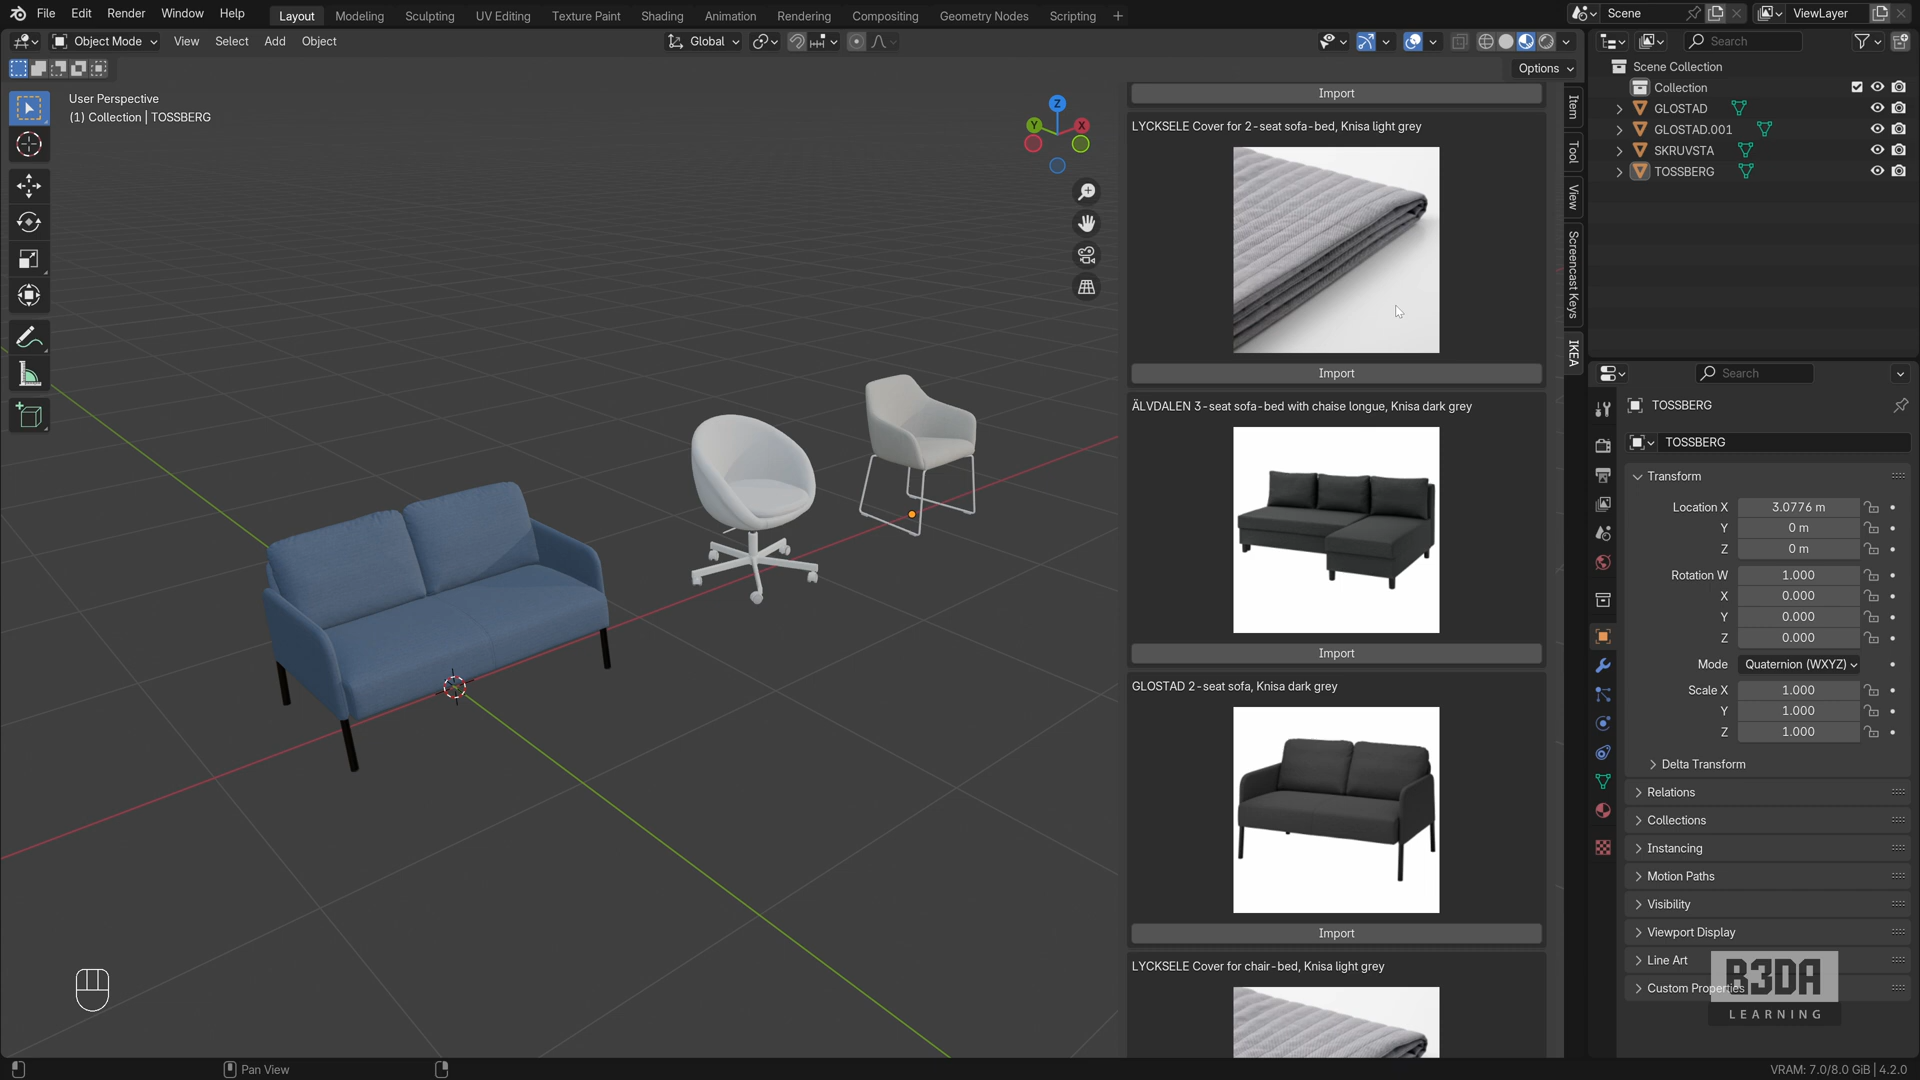 File Edit Render Window Help Layout Modeling Sculpting UV Editing Texture Paint Shading Animation Rendering Compositing Geometry Nodes Scripting + Scene ViewLayer
Object Mode View Select Add Object Global Search
Options
User Perspective
(1) Collection | TOSSBERG
Z
Y
X
Import
LYCKSELE Cover for 2-seat sofa-bed, Knisa light grey
Import
ÄLVDALEN 3-seat sofa-bed with chaise longue, Knisa dark grey
Import
GLOSTAD 2-seat sofa, Knisa dark grey
Import
LYCKSELE Cover for chair-bed, Knisa light grey
Item
Tool
View
Screencast Keys
IKEA
Scene Collection
Collection
GLOSTAD
GLOSTAD.001
SKRUVSTA
TOSSBERG
Search
TOSSBERG
TOSSBERG
Transform
Location X 3.0776 m
Y 0 m
Z 0 m
Rotation W 1.000
X 0.000
Y 0.000
Z 0.000
Mode Quaternion (WXYZ)
Scale X 1.000
Y 1.000
Z 1.000
Delta Transform
Relations
Collections
Instancing
Motion Paths
Visibility
Viewport Display
Line Art
Custom Properties
B3DA
LEARNING
Pan View
VRAM: 7.0/8.0 GiB | 4.2.0